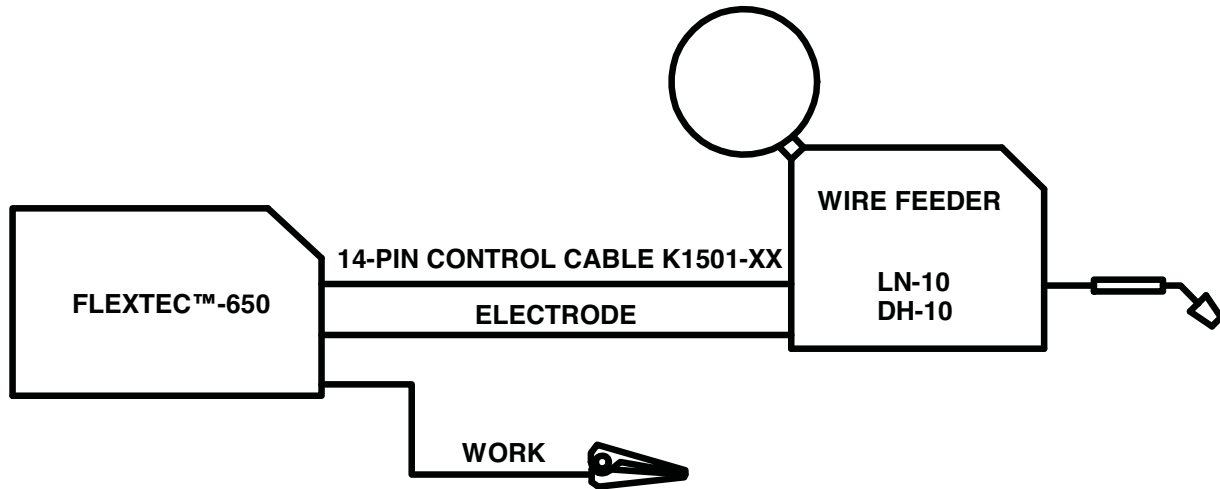 WIRE FEEDER
14-PIN CONTROL CABLE K1501-XX
LN-10
DH-10
FLEXTEC™-650
ELECTRODE
WORK